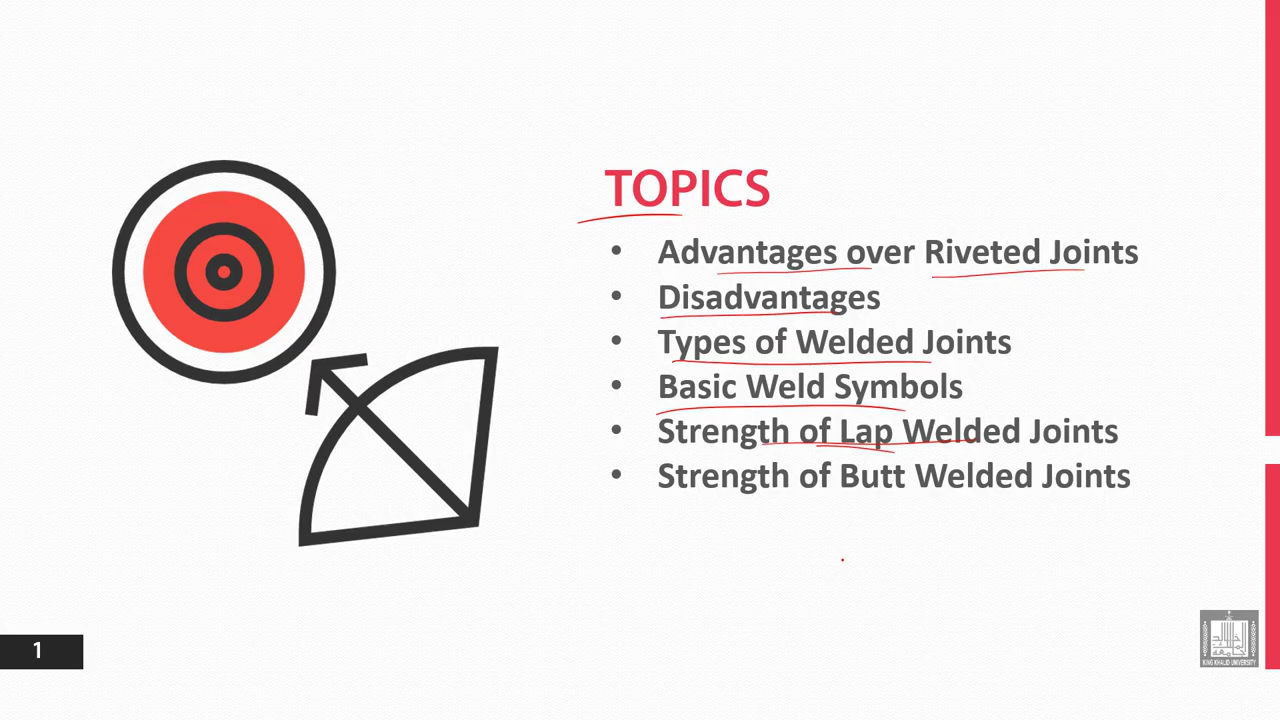 TOPICS
• Advantages over Riveted Joints
• Disadvantages
• Types of Welded Joints
• Basic Weld Symbols
• Strength of Lap Welded Joints
• Strength of Butt Welded Joints
1
KING KHALID UNIVERSITY